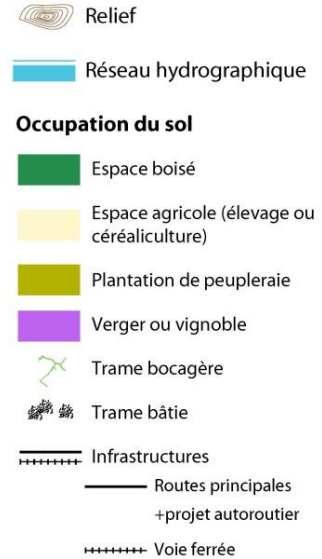 Relief
Réseau hydrographique
Occupation du sol
Espace boisé
Espace agricole (élevage ou
céréaliculture)
Plantation de peupleraie
Verger ou vignoble
Trame bocagère
Trame bâtie
Infrastructures
Routes principales
+projet autoroutier
Voie ferrée